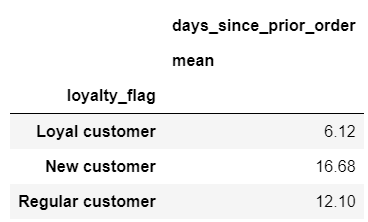 days_since_prior_order
mean
loyalty_flag
Loyal customer 6.12
New customer 16.68
Regular customer 12.10